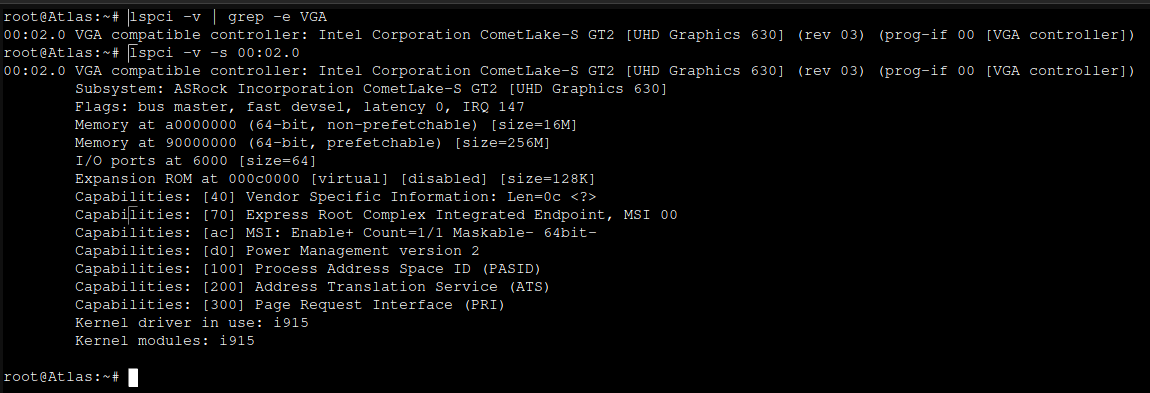 root@Atlas:~# lspci -v | grep -e VGA
00:02.0 VGA compatible controller: Intel Corporation CometLake-S GT2 [UHD Graphics 630] (rev 03) (prog-if 00 [VGA controller])
root@Atlas:~# lspci -v -s 00:02.0
00:02.0 VGA compatible controller: Intel Corporation CometLake-S GT2 [UHD Graphics 630] (rev 03) (prog-if 00 [VGA controller])
        Subsystem: ASRock Incorporation CometLake-S GT2 [UHD Graphics 630]
        Flags: bus master, fast devsel, latency 0, IRQ 147
        Memory at a0000000 (64-bit, non-prefetchable) [size=16M]
        Memory at 90000000 (64-bit, prefetchable) [size=256M]
        I/O ports at 6000 [size=64]
        Expansion ROM at 000c0000 [virtual] [disabled] [size=128K]
        Capabilities: [40] Vendor Specific Information: Len=0c <?>
        Capabilities: [70] Express Root Complex Integrated Endpoint, MSI 00
        Capabilities: [ac] MSI: Enable+ Count=1/1 Maskable- 64bit-
        Capabilities: [d0] Power Management version 2
        Capabilities: [100] Process Address Space ID (PASID)
        Capabilities: [200] Address Translation Service (ATS)
        Capabilities: [300] Page Request Interface (PRI)
        Kernel driver in use: i915
        Kernel modules: i915
root@Atlas:~#